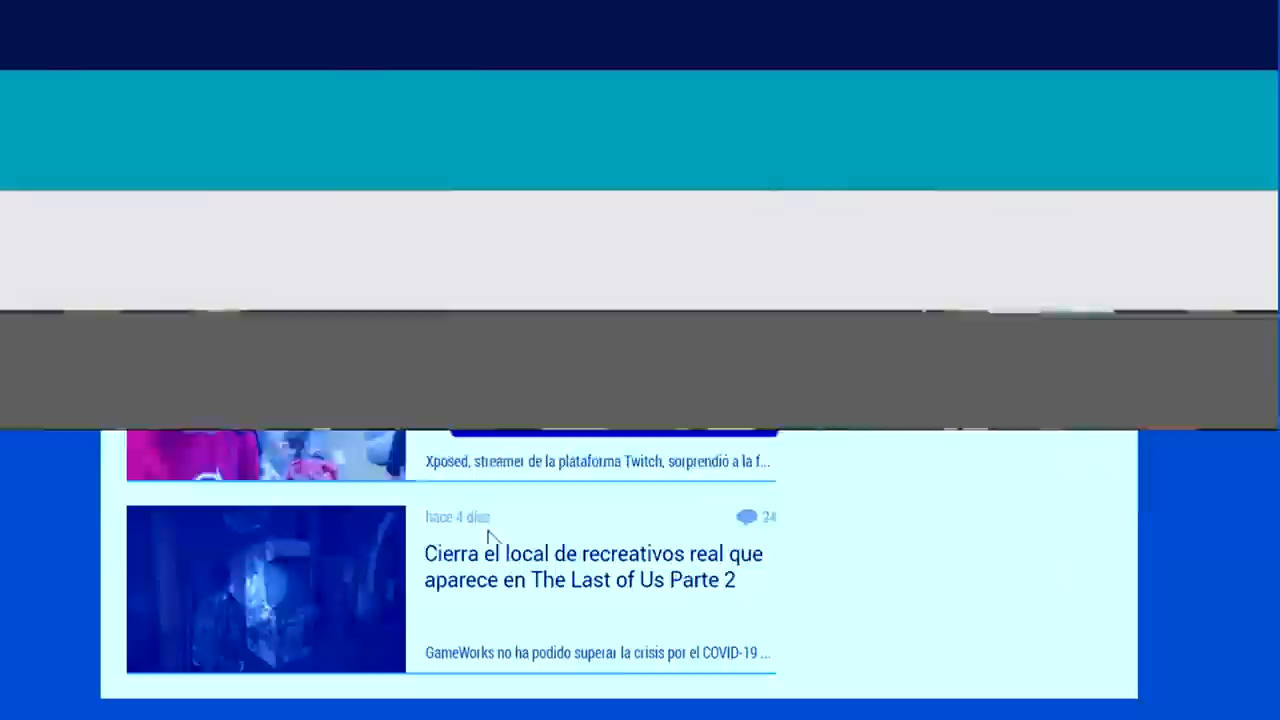 Xposed, streamer de la plataforma Twitch, sorprendió a la f...
hace 4 días
24
Cierra el local de recreativos real que
aparece en The Last of Us Parte 2
GameWorks no ha podido superar la crisis por el COVID-19 ...